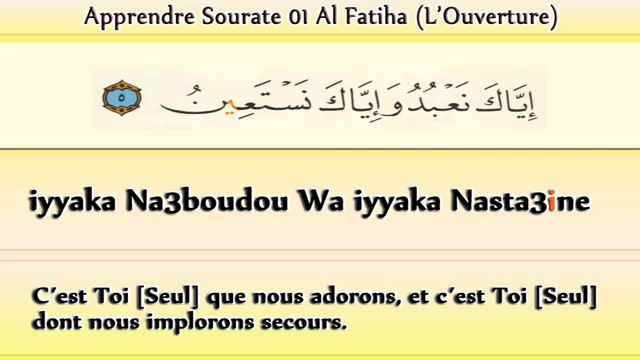 Apprendre Sourate 01 Al Fatiha (L'Ouverture)
إِيَّاكَ نَعْبُدُ وَإِيَّاكَ نَسْتَعِينُ ٥
iyyaka Na3boudou Wa iyyaka Nasta3ine
C'est Toi [Seul] que nous adorons, et c'est Toi [Seul]
dont nous implorons secours.